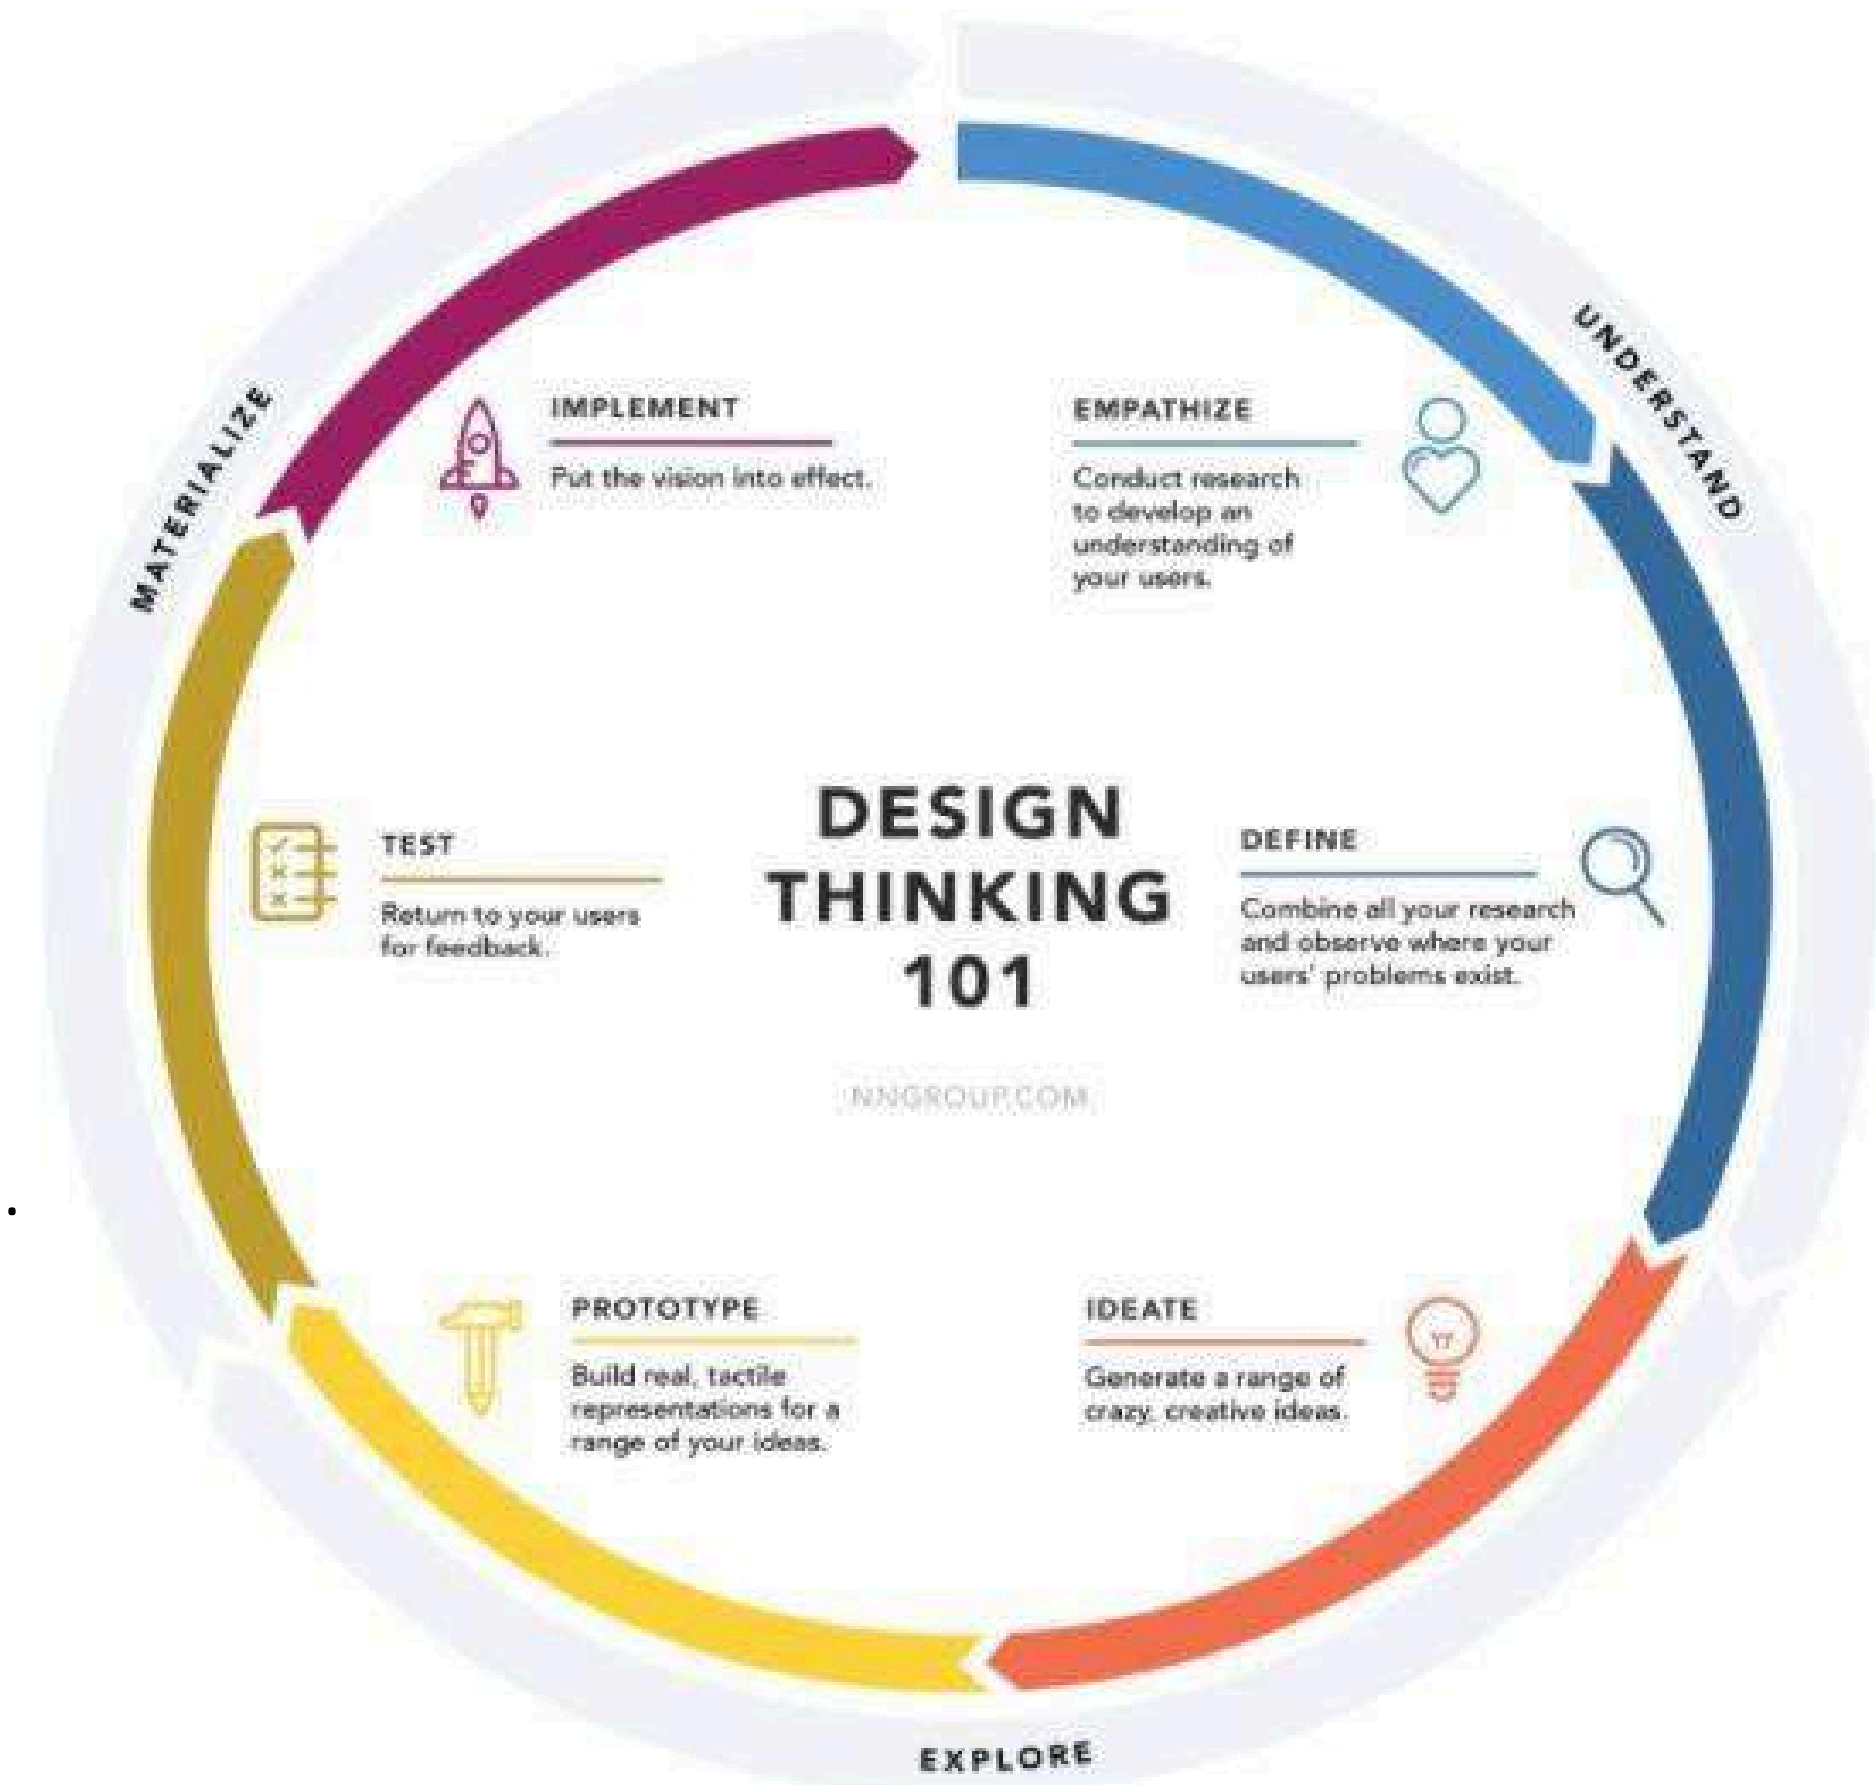 UNDERSTAND
EMPATHIZE
Conduct research
to develop an
understanding of
your users.
DEFINE
Combine all your research
and observe where your
users' problems exist.
EXPLORE
IDEATE
Generate a range of
crazy, creative ideas.
PROTOTYPE
Build real, tactile
representations for a
range of your ideas.
MATERIALIZE
TEST
Return to your users
for feedback.
IMPLEMENT
Put the vision into effect.
DESIGN
THINKING
101
NNGROUP.COM
.